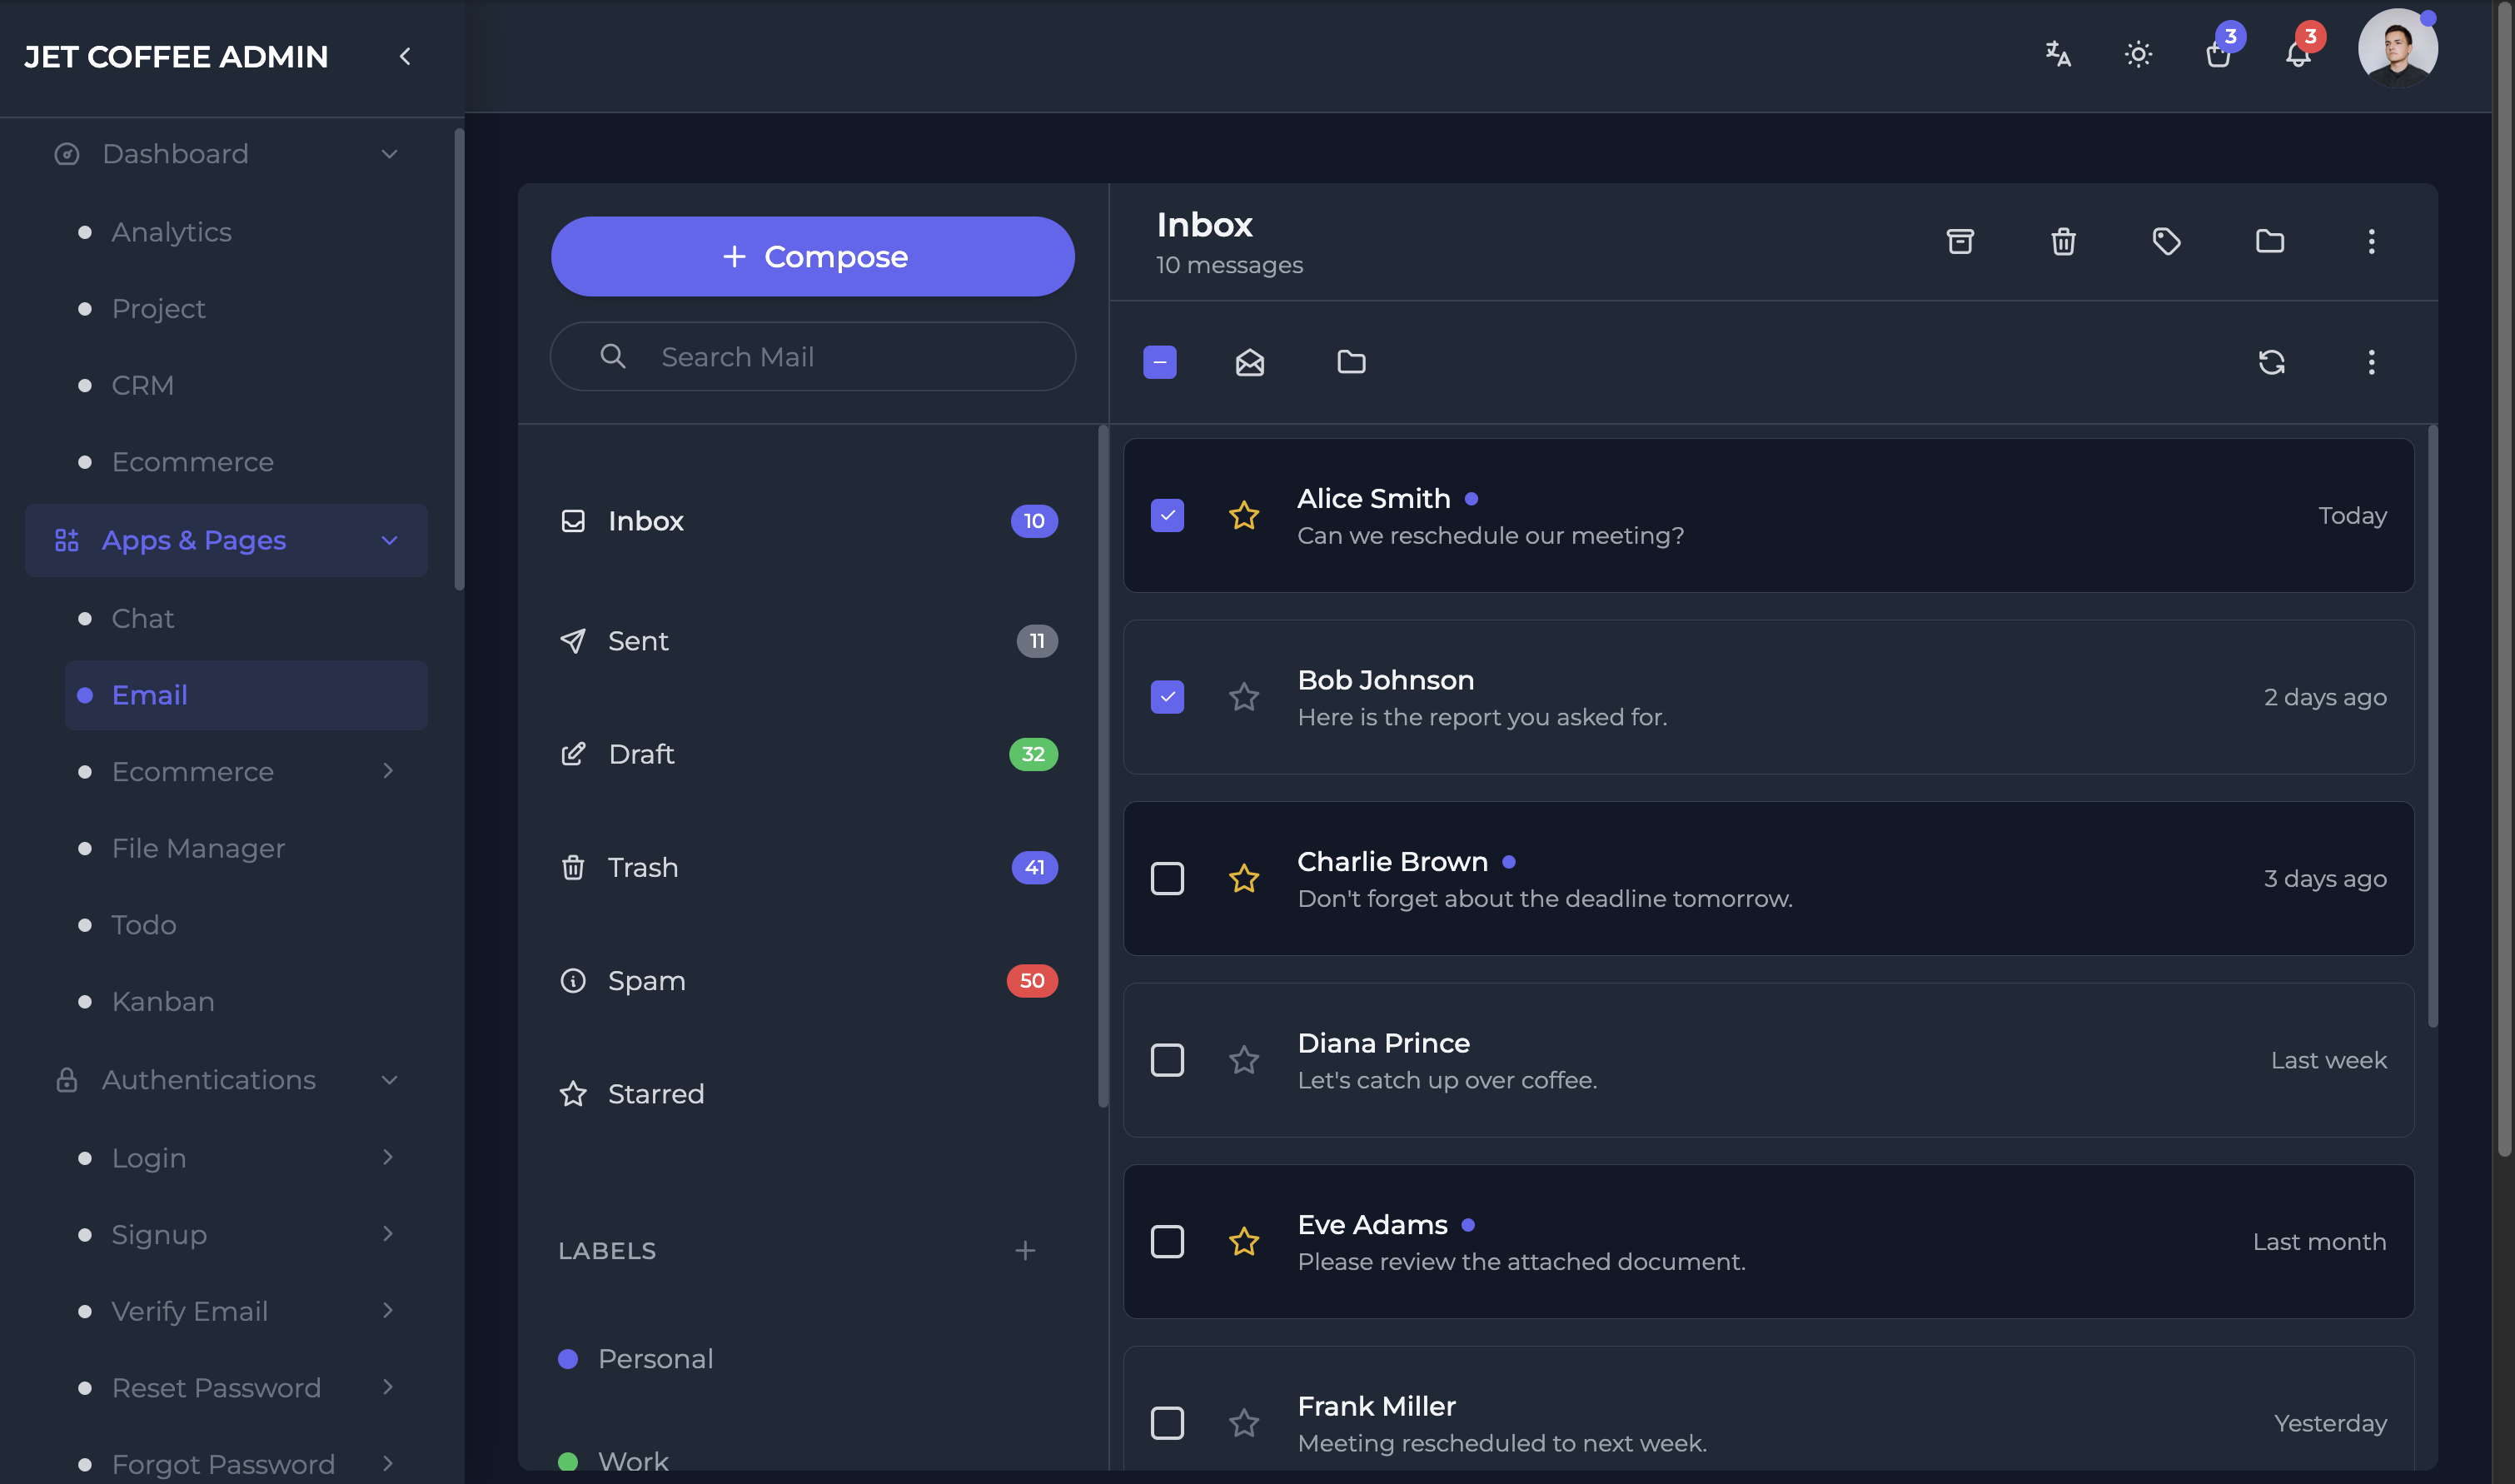 JET COFFEE ADMIN
3
3
Dashboard
Analytics
Project
CRM
Ecommerce
Apps & Pages
Chat
Email
Ecommerce
File Manager
Todo
Kanban
Authentications
Login
Signup
Verify Email
Reset Password
Forgot Password
+ Compose
Search Mail
Inbox 10
Sent 11
Draft 32
Trash 41
Spam 50
Starred
LABELS
Personal
Work
Inbox
10 messages
Alice Smith
Can we reschedule our meeting?
Today
Bob Johnson
Here is the report you asked for.
2 days ago
Charlie Brown
Don't forget about the deadline tomorrow.
3 days ago
Diana Prince
Let's catch up over coffee.
Last week
Eve Adams
Please review the attached document.
Last month
Frank Miller
Meeting rescheduled to next week.
Yesterday